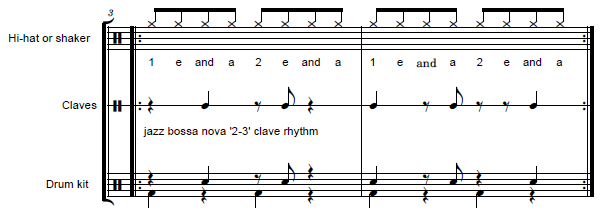 3
Hi-hat or shaker
1 e and a 2 e and a 1 e and a 2 e and a
Claves
jazz bossa nova '2-3' clave rhythm
Drum kit